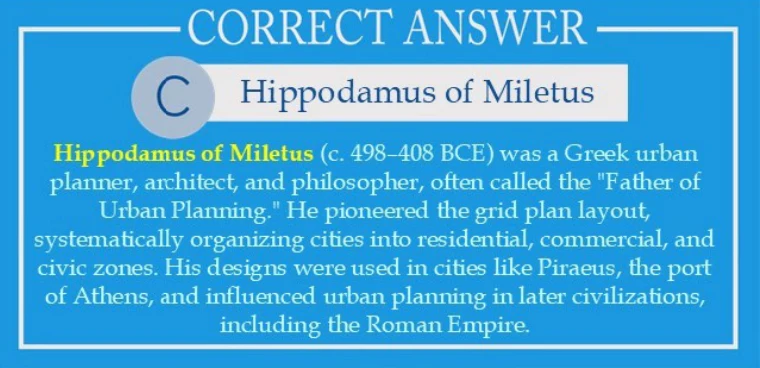 CORRECT ANSWER
C Hippodamus of Miletus
Hippodamus of Miletus (c. 498–408 BCE) was a Greek urban
planner, architect, and philosopher, often called the "Father of
Urban Planning." He pioneered the grid plan layout,
systematically organizing cities into residential, commercial, and
civic zones. His designs were used in cities like Piraeus, the port
of Athens, and influenced urban planning in later civilizations,
including the Roman Empire.